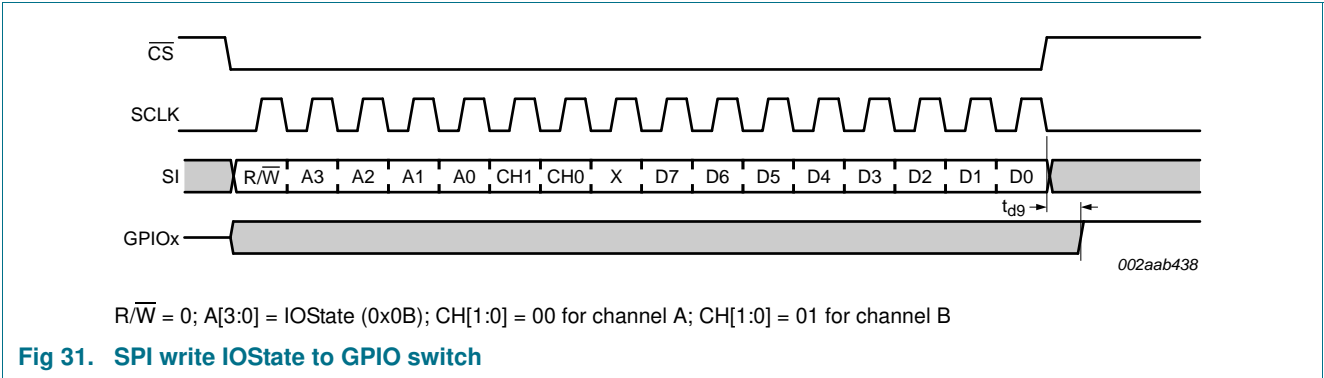 C̅S̅
SCLK
SI R/W̅ A3 A2 A1 A0 CH1 CH0 X D7 D6 D5 D4 D3 D2 D1 D0
td9
GPIOx
002aab438
R/W̅ = 0; A[3:0] = IOState (0x0B); CH[1:0] = 00 for channel A; CH[1:0] = 01 for channel B
Fig 31. SPI write IOState to GPIO switch